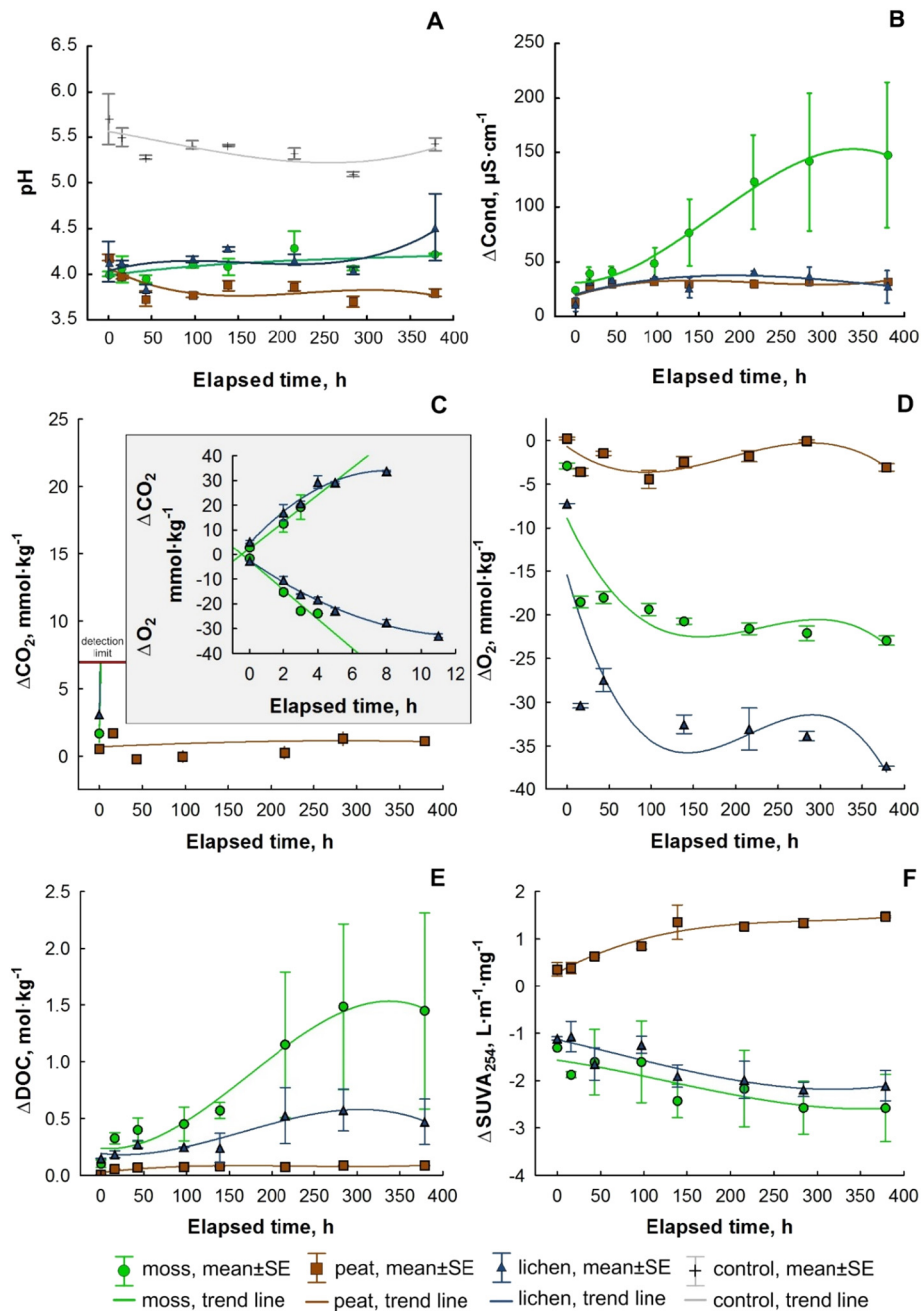 A
6.5
6.0
5.5
5.0
4.5
4.0
3.5
pH
0 50 100 150 200 250 300 350 400
Elapsed time, h
B
250
200
150
100
50
0
ΔCond, µS·cm-1
0 50 100 150 200 250 300 350 400
Elapsed time, h
C
25
20
15
10
5
0
ΔCO2, mmol·kg-1
detection
limit
0 50 100 150 200 250 300 350 400
Elapsed time, h
40
30
20
10
0
-10
-20
-30
-40
ΔO2 ΔCO2
mmol·kg-1
0 2 4 6 8 10 12
Elapsed time, h
D
0
-5
-10
-15
-20
-25
-30
-35
-40
ΔO2, mmol·kg-1
0 50 100 150 200 250 300 350 400
Elapsed time, h
E
2.5
2.0
1.5
1.0
0.5
0.0
ΔDOC, mol·kg-1
0 50 100 150 200 250 300 350 400
Elapsed time, h
F
2
1
0
-1
-2
-3
-4
ΔSUVA254, L·m-1·mg-1
0 50 100 150 200 250 300 350 400
Elapsed time, h
moss, mean±SE peat, mean±SE lichen, mean±SE control, mean±SE
moss, trend line peat, trend line lichen, trend line control, trend line